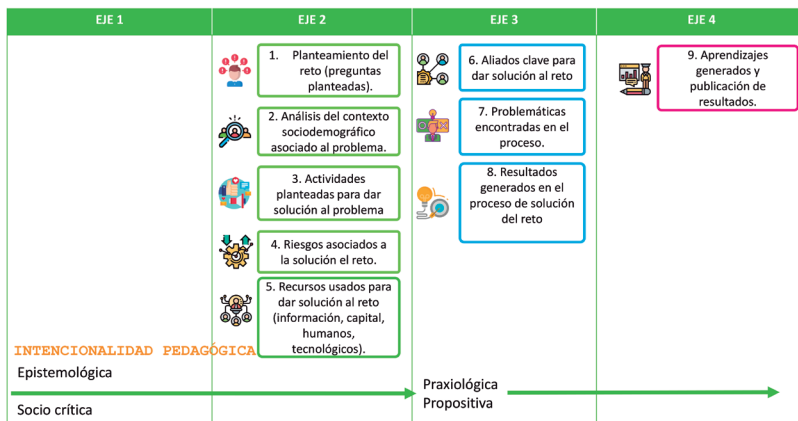 EJE 1
EJE 2
EJE 3
EJE 4
1. Planteamiento del
reto (preguntas
planteadas).
2. Análisis del contexto
sociodemográfico
asociado al problema.
3. Actividades
planteadas para dar
solución al problema
4. Riesgos asociados a
la solución el reto.
5. Recursos usados para
dar solución al reto
(información, capital,
humanos,
tecnológicos).
6. Aliados clave para
dar solución al reto
7. Problemáticas
encontradas en el
proceso.
8. Resultados
generados en el
proceso de solución
del reto
9. Aprendizajes
generados y
publicación de
resultados.
INTENCIONALIDAD PEDAGÓGICA
Epistemológica
Socio crítica
Praxiológica
Propositiva